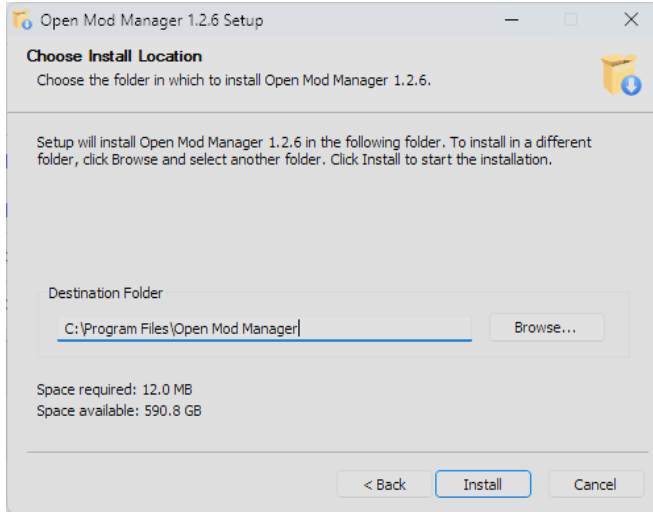 Open Mod Manager 1.2.6 Setup
Choose Install Location
Choose the folder in which to install Open Mod Manager 1.2.6.
Setup will install Open Mod Manager 1.2.6 in the following folder. To install in a different
folder, click Browse and select another folder. Click Install to start the installation.
Destination Folder
C:\Program Files\Open Mod Manager
Browse...
Space required: 12.0 MB
Space available: 590.8 GB
< Back
Install
Cancel